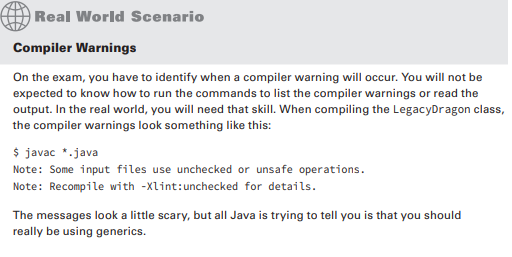 Real World Scenario
Compiler Warnings
On the exam, you have to identify when a compiler warning will occur. You will not be
expected to know how to run the commands to list the compiler warnings or read the
output. In the real world, you will need that skill. When compiling the LegacyDragon class,
the compiler warnings look something like this:
$ javac *.java
Note: Some input files use unchecked or unsafe operations.
Note: Recompile with -Xlint:unchecked for details.
The messages look a little scary, but all Java is trying to tell you is that you should
really be using generics.